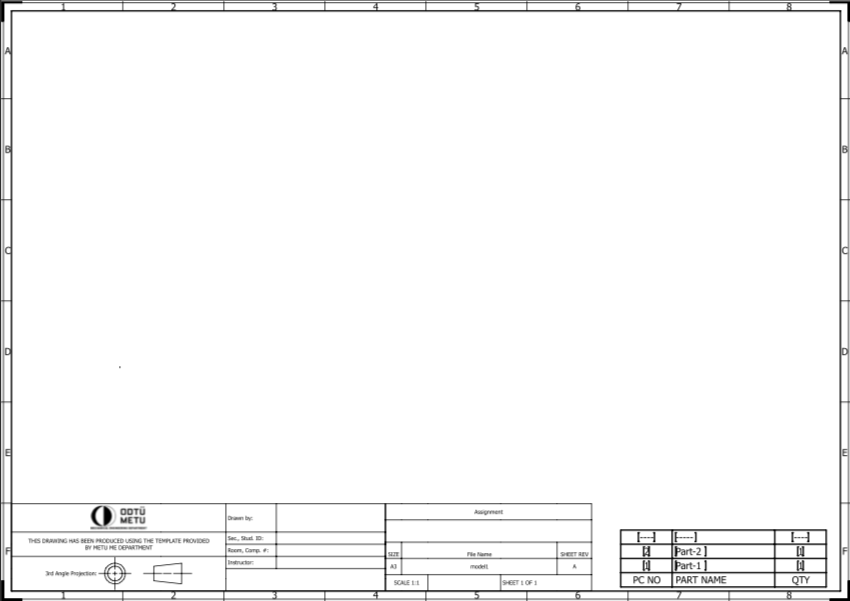 1 2 3 4 5 6 7 8
A A
B B
C C
D D
E E
F F
ODTÜ
METU
THIS DRAWING HAS BEEN PRODUCED USING THE TEMPLATE PROVIDED
BY METU ME DEPARTMENT
3rd Angle Projection:
Drawn by:
Sec., Stud. ID:
Room, Comp. #:
Instructor:
Assignment
SIZE File Name SHEET REV
A3 model1 A
SCALE 1:1 SHEET 1 OF 1
[----] [-----] [----]
[2] [Part-2 ] [1]
[1] [Part-1 ] [1]
PC NO PART NAME QTY
1 2 3 4 5 6 7 8